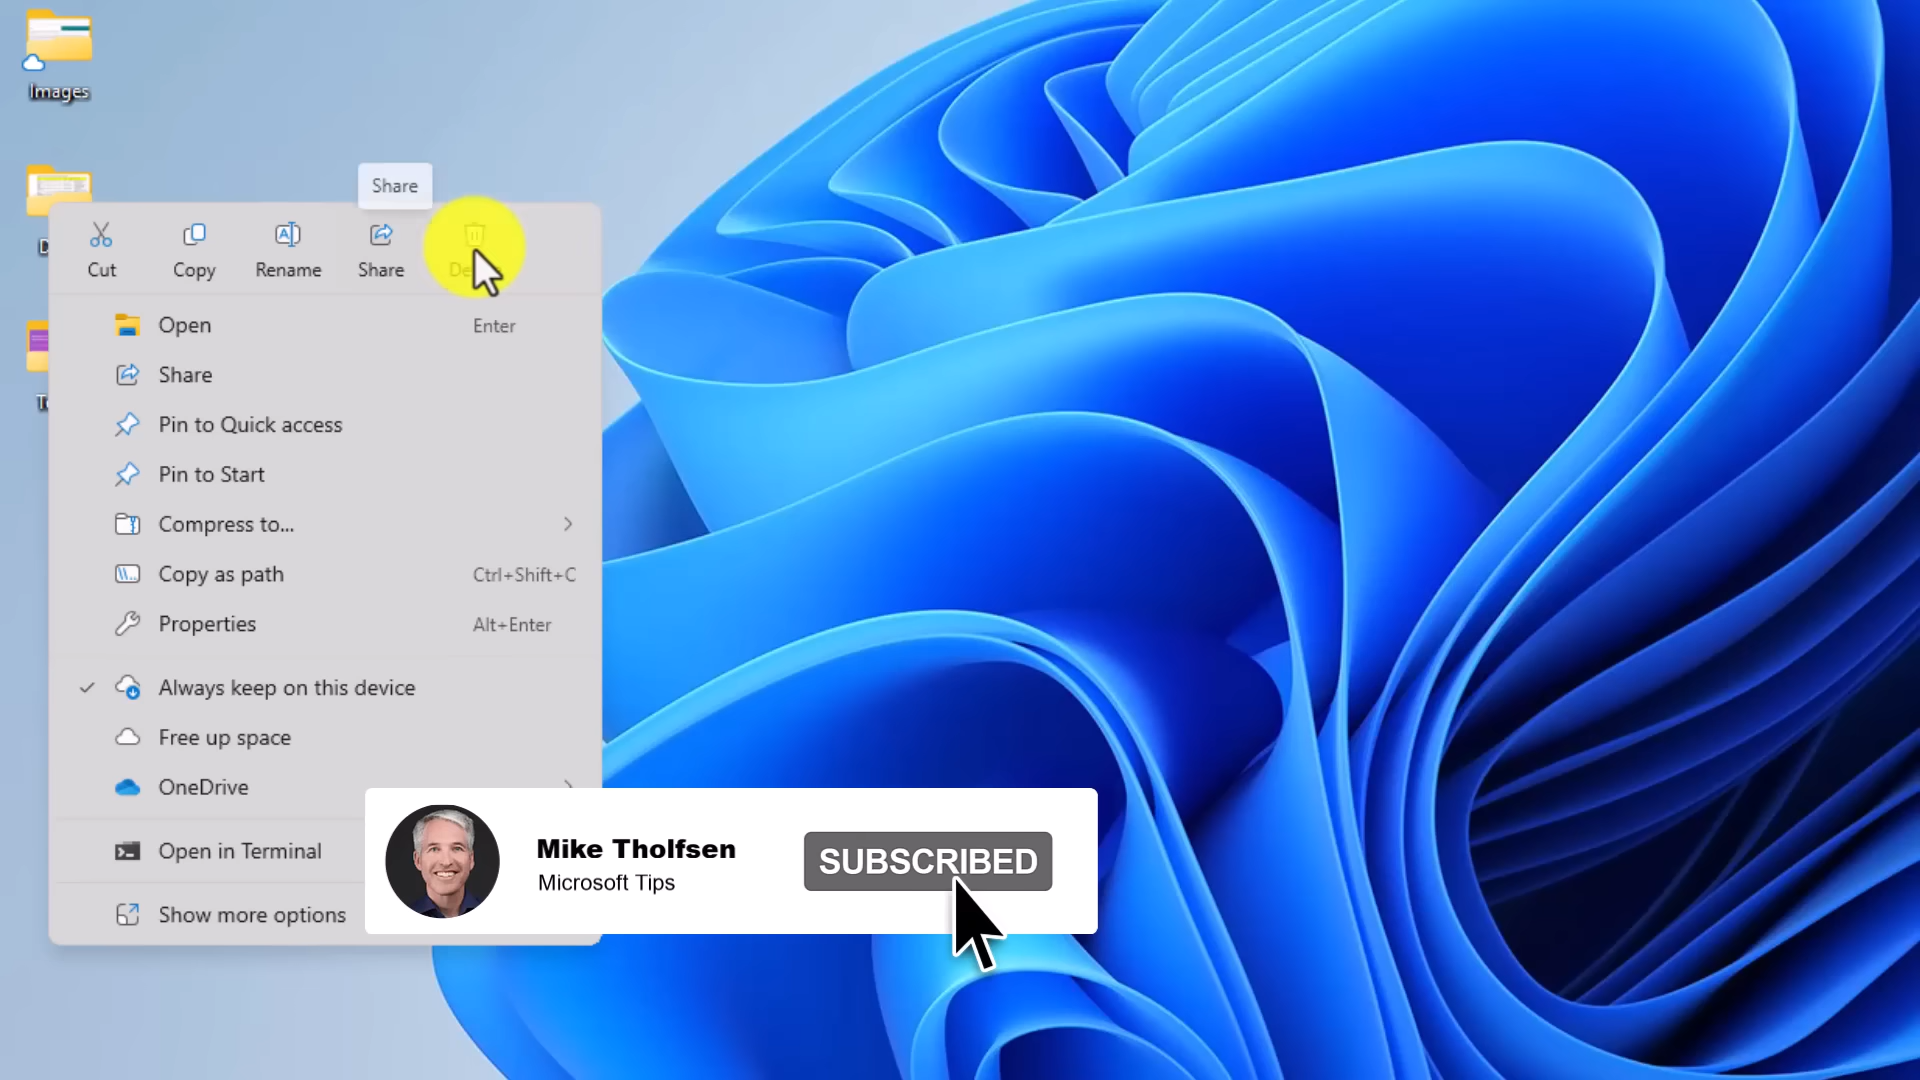 Images
Share
Cut
Copy
Rename
Share
Open Enter
Share
Pin to Quick access
Pin to Start
Compress to...
Copy as path Ctrl+Shift+C
Properties Alt+Enter
Always keep on this device
Free up space
OneDrive
Open in Terminal
Show more options
Mike Tholfsen
Microsoft Tips
SUBSCRIBED